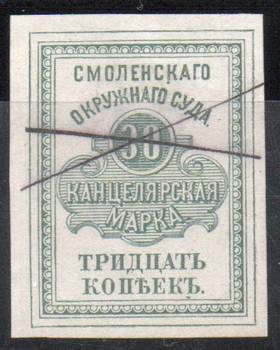 СМОЛЕНСКАГО
ОКРУЖНАГО СУДА.
30
КАНЦЕЛЯРСКАЯ
МАРКА
ТРИДЦАТЬ
КОПѢЕКЪ.